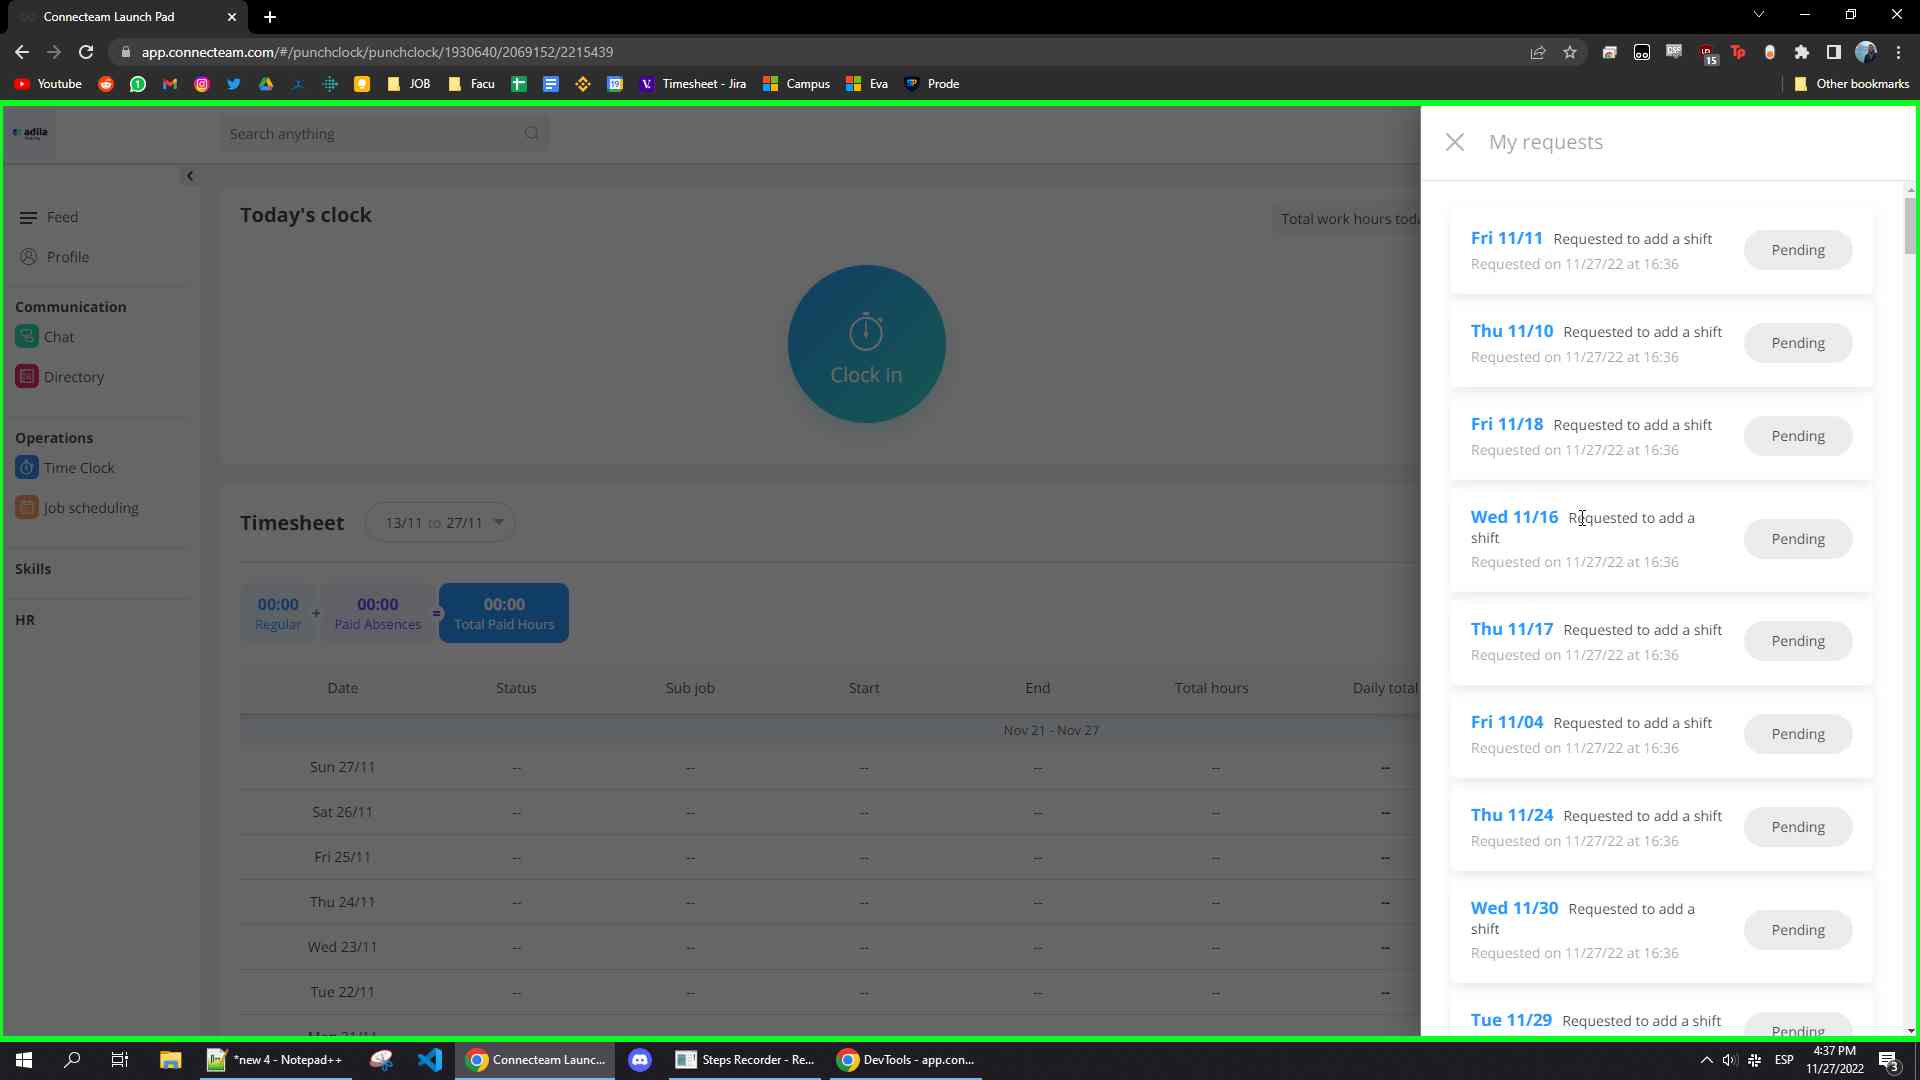 Connecteam Launch Pad
app.connecteam.com/#/punchclock/punchclock/1930640/2069152/2215439
15
Youtube
JOB
Facu
Timesheet - Jira
Campus
Eva
Prode
Other bookmarks
adila
Search anything
Feed
Profile
Communication
Chat
Directory
Operations
Time Clock
Job scheduling
Skills
HR
Today's clock
Total work hours toda
Clock in
Timesheet
13/11 to 27/11
00:00
Regular
+
00:00
Paid Absences
=
00:00
Total Paid Hours
Date Status Sub job Start End Total hours Daily total
Nov 21 - Nov 27
Sun 27/11 -- -- -- -- -- --
Sat 26/11 -- -- -- -- -- --
Fri 25/11 -- -- -- -- -- --
Thu 24/11 -- -- -- -- -- --
Wed 23/11 -- -- -- -- -- --
Tue 22/11 -- -- -- -- -- --
My requests
Fri 11/11 Requested to add a shift
Requested on 11/27/22 at 16:36
Pending
Thu 11/10 Requested to add a shift
Requested on 11/27/22 at 16:36
Pending
Fri 11/18 Requested to add a shift
Requested on 11/27/22 at 16:36
Pending
Wed 11/16 Requested to add a
shift
Requested on 11/27/22 at 16:36
Pending
Thu 11/17 Requested to add a shift
Requested on 11/27/22 at 16:36
Pending
Fri 11/04 Requested to add a shift
Requested on 11/27/22 at 16:36
Pending
Thu 11/24 Requested to add a shift
Requested on 11/27/22 at 16:36
Pending
Wed 11/30 Requested to add a
shift
Requested on 11/27/22 at 16:36
Pending
Tue 11/29 Requested to add a shift
Pending
*new 4 - Notepad++
Connecteam Launc...
Steps Recorder - Re...
DevTools - app.con...
ESP
4:37 PM
11/27/2022
3